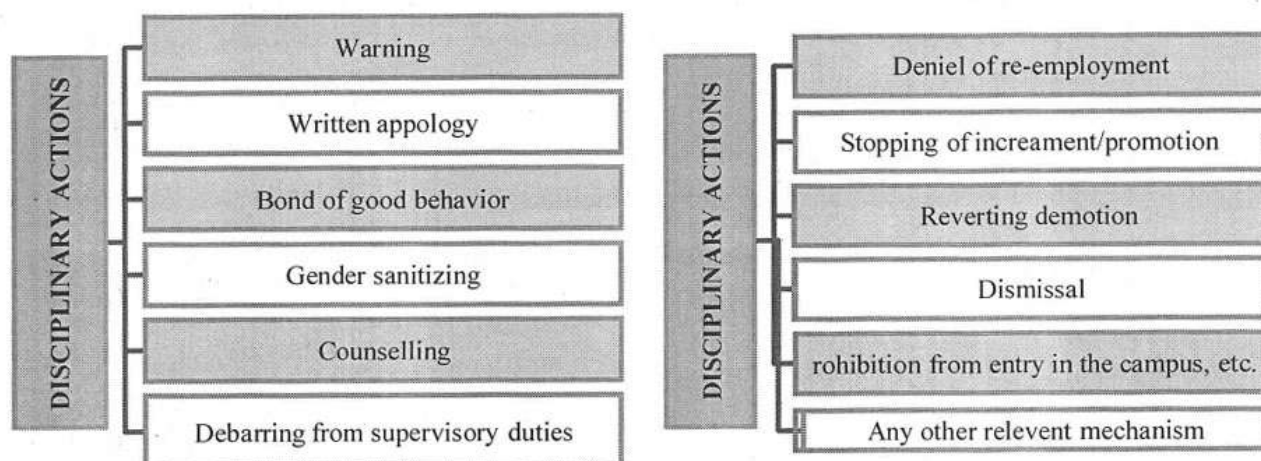 DISCIPLINARY ACTIONS
Warning
Written appology
Bond of good behavior
Gender sanitizing
Counselling
Debarring from supervisory duties
DISCIPLINARY ACTIONS
Deniel of re-employment
Stopping of increament/promotion
Reverting demotion
Dismissal
rohibition from entry in the campus, etc.
Any other relevent mechanism